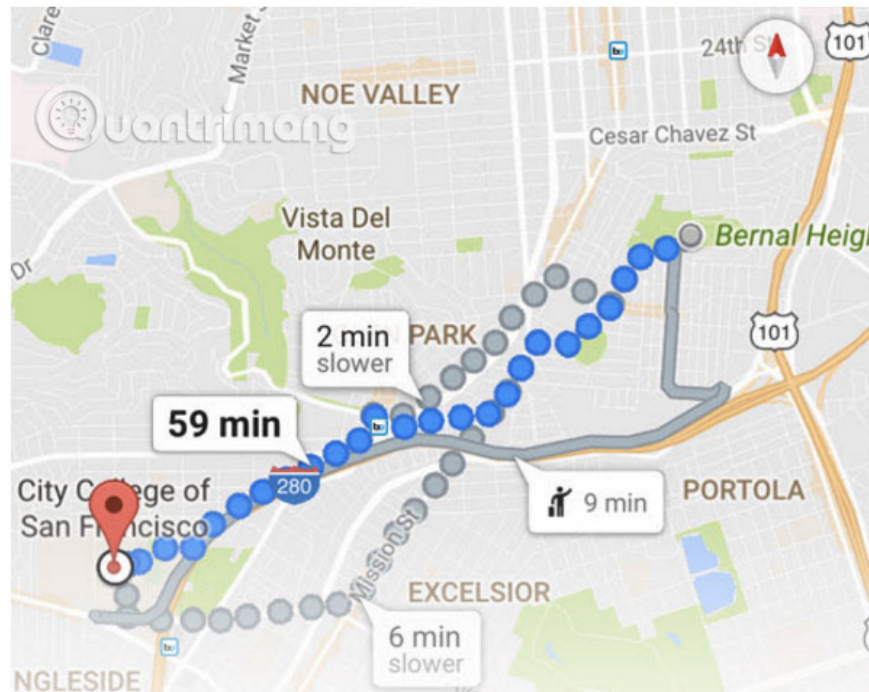 Clare
Market S
24th St
101
NOE VALLEY
Quantrimang
Cesar Chavez St
Vista Del
Monte
Dr
Bernal Heigh
2 min
slower
N PARK
101
59 min
280
City College of
San Francisco
9 min
PORTOLA
Mission St
EXCELSIOR
6 min
slower
NGLESIDE